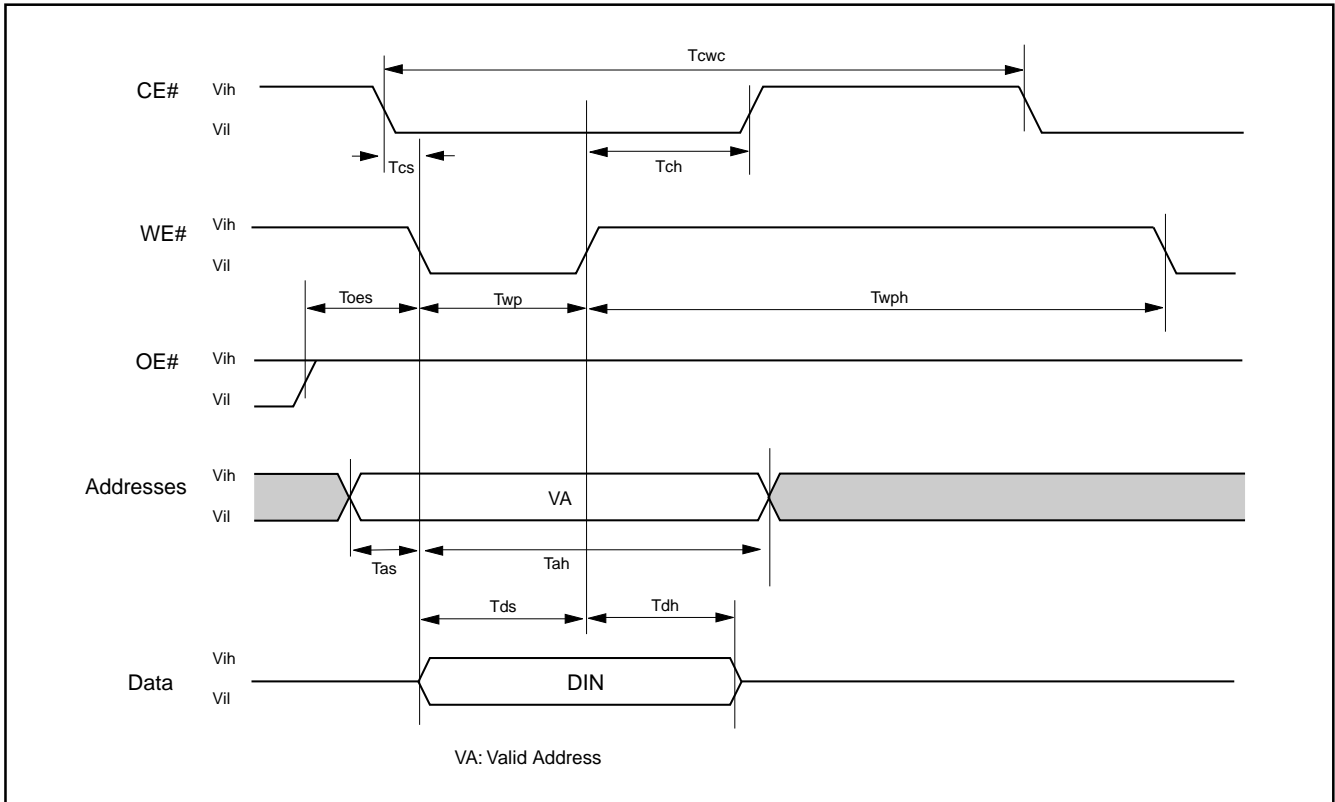 Tcwc
CE#
Vih
Vil
Tcs
Tch
WE#
Vih
Vil
Toes
Twp
Twph
OE#
Vih
Vil
Addresses
Vih
Vil
VA
Tas
Tah
Tds
Tdh
Data
Vih
Vil
DIN
VA: Valid Address